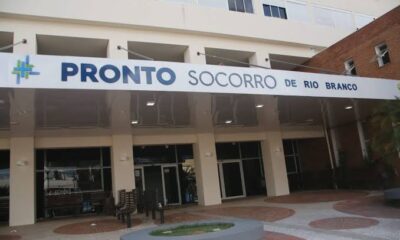 PRONTO SOCORRO DE RIO BRANCO